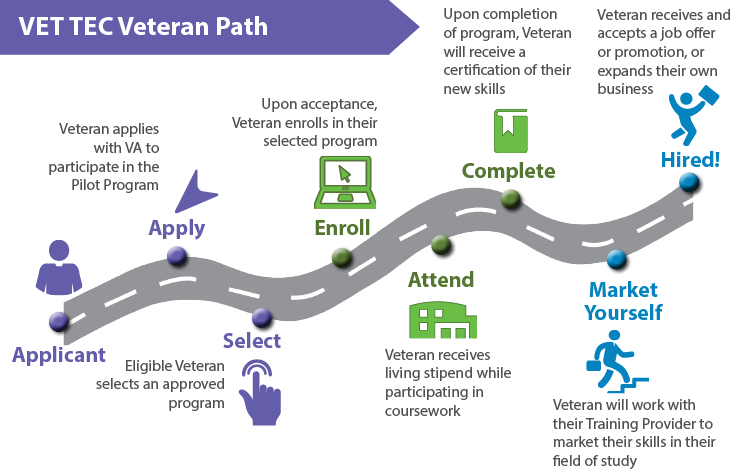 VET TEC Veteran Path
Applicant
Veteran applies
with VA to
participate in the
Pilot Program
Apply
Select
Eligible Veteran
selects an approved
program
Upon acceptance,
Veteran enrolls in their
selected program
Enroll
Attend
Veteran receives
living stipend while
participating in
coursework
Upon completion
of program, Veteran
will receive a
certification of their
new skills
Complete
Market
Yourself
Veteran will work with
their Training Provider to
market their skills in their
field of study
Veteran receives and
accepts a job offer
or promotion, or
expands their own
business
Hired!